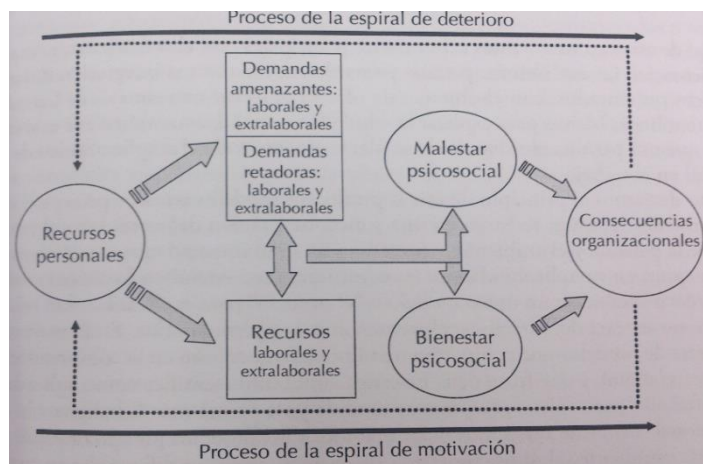 Proceso de la espiral de deterioro
Demandas
amenazantes:
laborales y
extralaborales
Demandas
retadoras:
laborales y
extralaborales
Malestar
psicosocial
Recursos
personales
Consecuencias
organizacionales
Recursos
laborales y
extralaborales
Bienestar
psicosocial
Proceso de la espiral de motivación